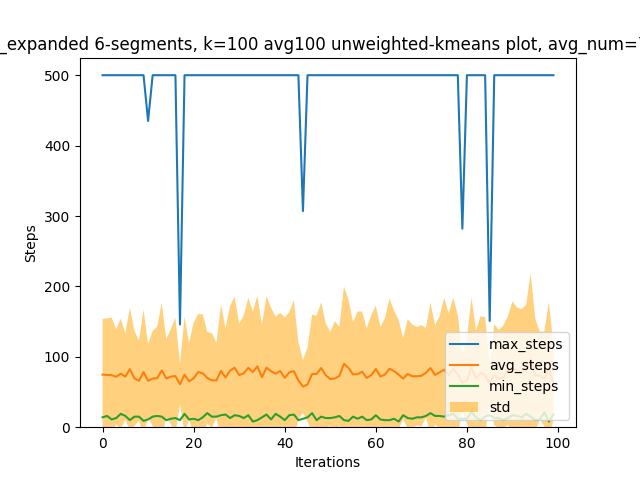 _expanded 6-segments, k=100 avg100 unweighted-kmeans plot, avg_num=
500
400
300
200
100
0
Steps
0 20 40 60 80 100
Iterations
max_steps
avg_steps
min_steps
std